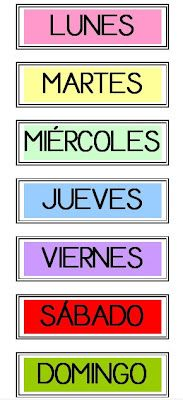 LUNES
MARTES
MIÉRCOLES
JUEVES
VIERNES
SÁBADO
DOMINGO